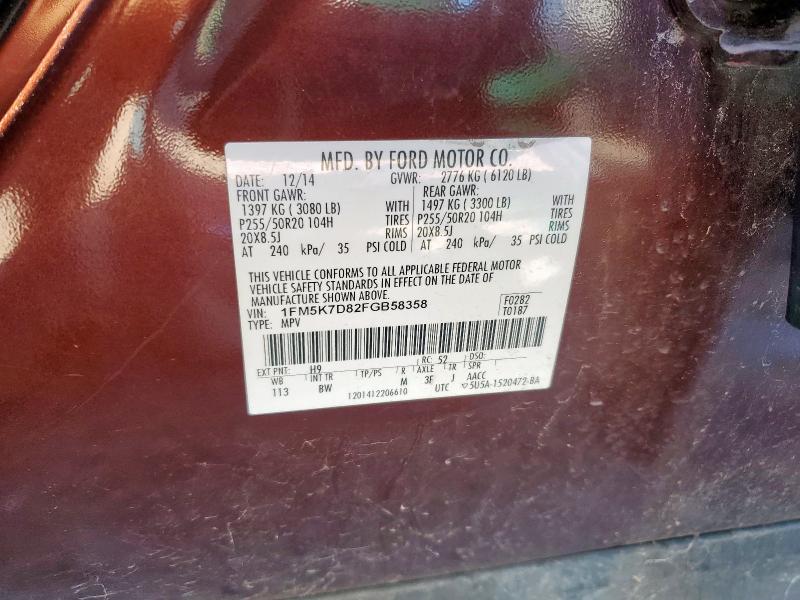 MFD. BY FORD MOTOR CO.
DATE: 12/14 GVWR: 2776 KG ( 6120 LB)
FRONT GAWR: REAR GAWR:
1397 KG ( 3080 LB) WITH 1497 KG ( 3300 LB) WITH
P255/50R20 104H TIRES P255/50R20 104H TIRES
20X8.5J RIMS 20X8.5J RIMS
AT 240 kPa/ 35 PSI COLD AT 240 kPa/ 35 PSI COLD
THIS VEHICLE CONFORMS TO ALL APPLICABLE FEDERAL MOTOR
VEHICLE SAFETY STANDARDS IN EFFECT ON THE DATE OF
MANUFACTURE SHOWN ABOVE.
VIN: 1FM5K7D82FGB58358 F0282
TYPE: MPV T0187
EXT PNT: H9 RC: 52 DSO:
WB INT TR TP/PS R AXLE TR SPR
113 BW M 3F J AACC
1201412206610 UTC 5U5A-1520472-BA